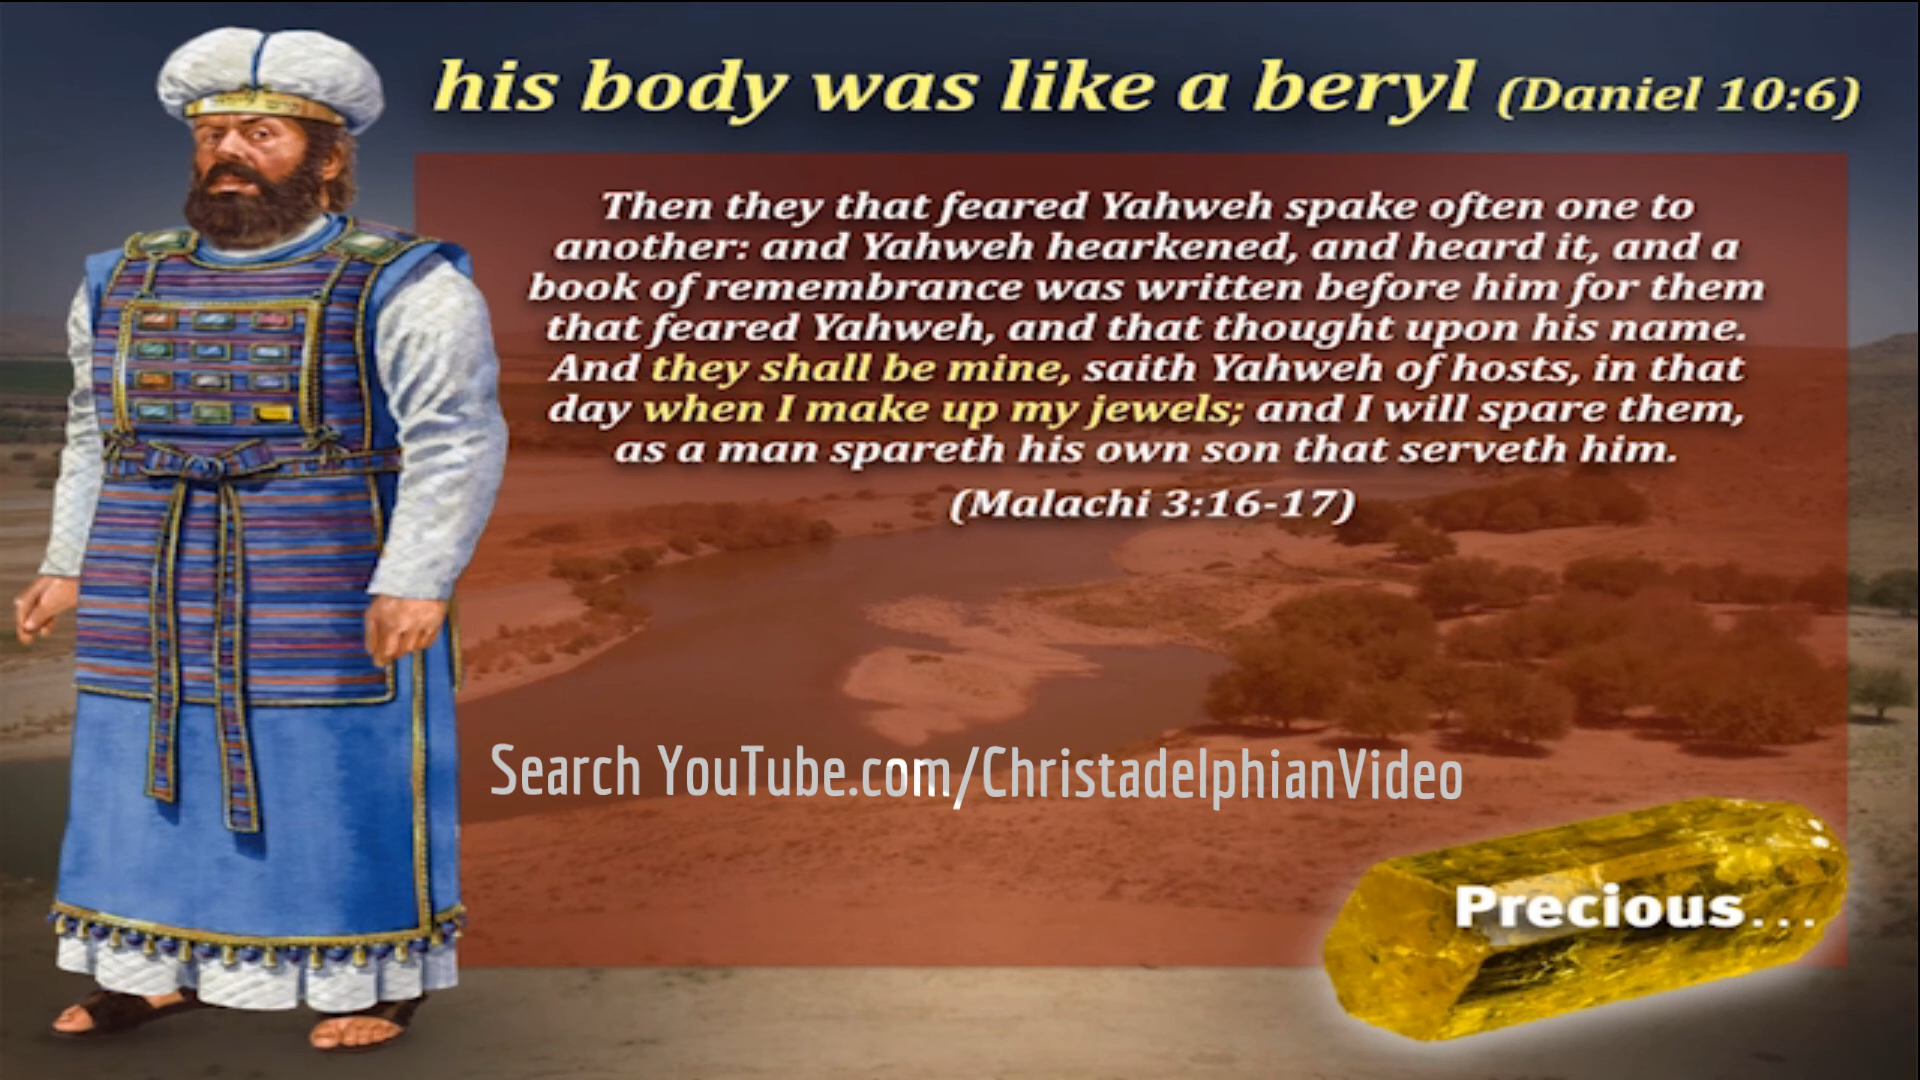 his body was like a beryl (Daniel 10:6)
Then they that feared Yahweh spake often one to
another: and Yahweh hearkened, and heard it, and a
book of remembrance was written before him for them
that feared Yahweh, and that thought upon his name.
And they shall be mine, saith Yahweh of hosts, in that
day when I make up my jewels; and I will spare them,
as a man spareth his own son that serveth him.
(Malachi 3:16-17)
Search YouTube.com/ChristadelphianVideo
Precious...